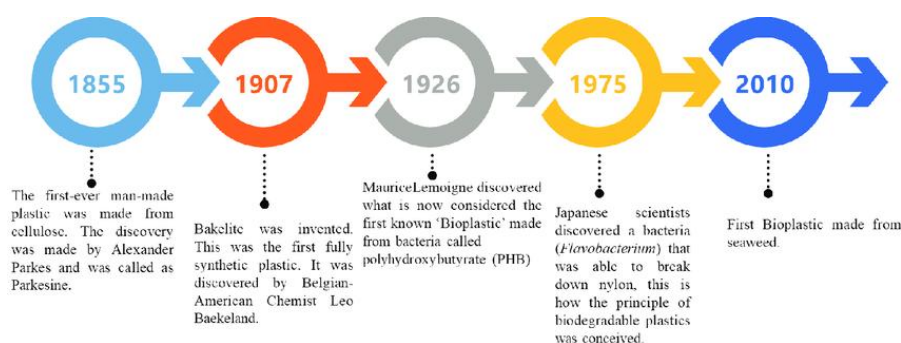 1855
1907
1926
1975
2010
The first-ever man-made
plastic was made from
cellulose. The discovery
was made by Alexander
Parkes and was called as
Parkesine.
Bakelite was invented.
This was the first fully
synthetic plastic. It was
discovered by Belgian-
American Chemist Leo
Baekeland.
MauriceLemoigne discovered
what is now considered the
first known ‘Bioplastic’ made
from bacteria called
polyhydroxybutyrate (PHB)
Japanese scientists
discovered a bacteria
(Flavobacterium) that
was able to break
down nylon, this is
how the principle of
biodegradable plastics
was conceived.
First Bioplastic made from
seaweed.